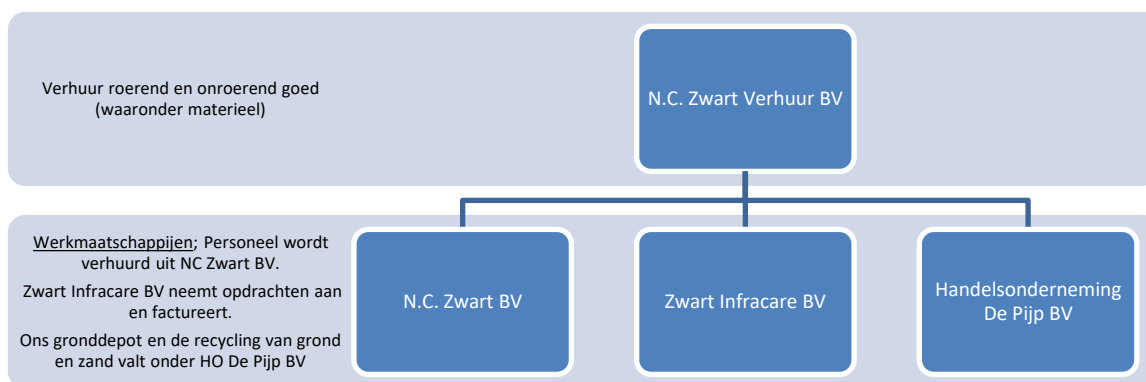 Verhuur roerend en onroerend goed
(waaronder materieel)
N.C. Zwart Verhuur BV
Werkmaatschappijen; Personeel wordt
verhuurd uit NC Zwart BV.
Zwart Infracare BV neemt opdrachten aan
en factureert.
Ons gronddepot en de recycling van grond
en zand valt onder HO De Pijp BV
N.C. Zwart BV
Zwart Infracare BV
Handelsonderneming
De Pijp BV